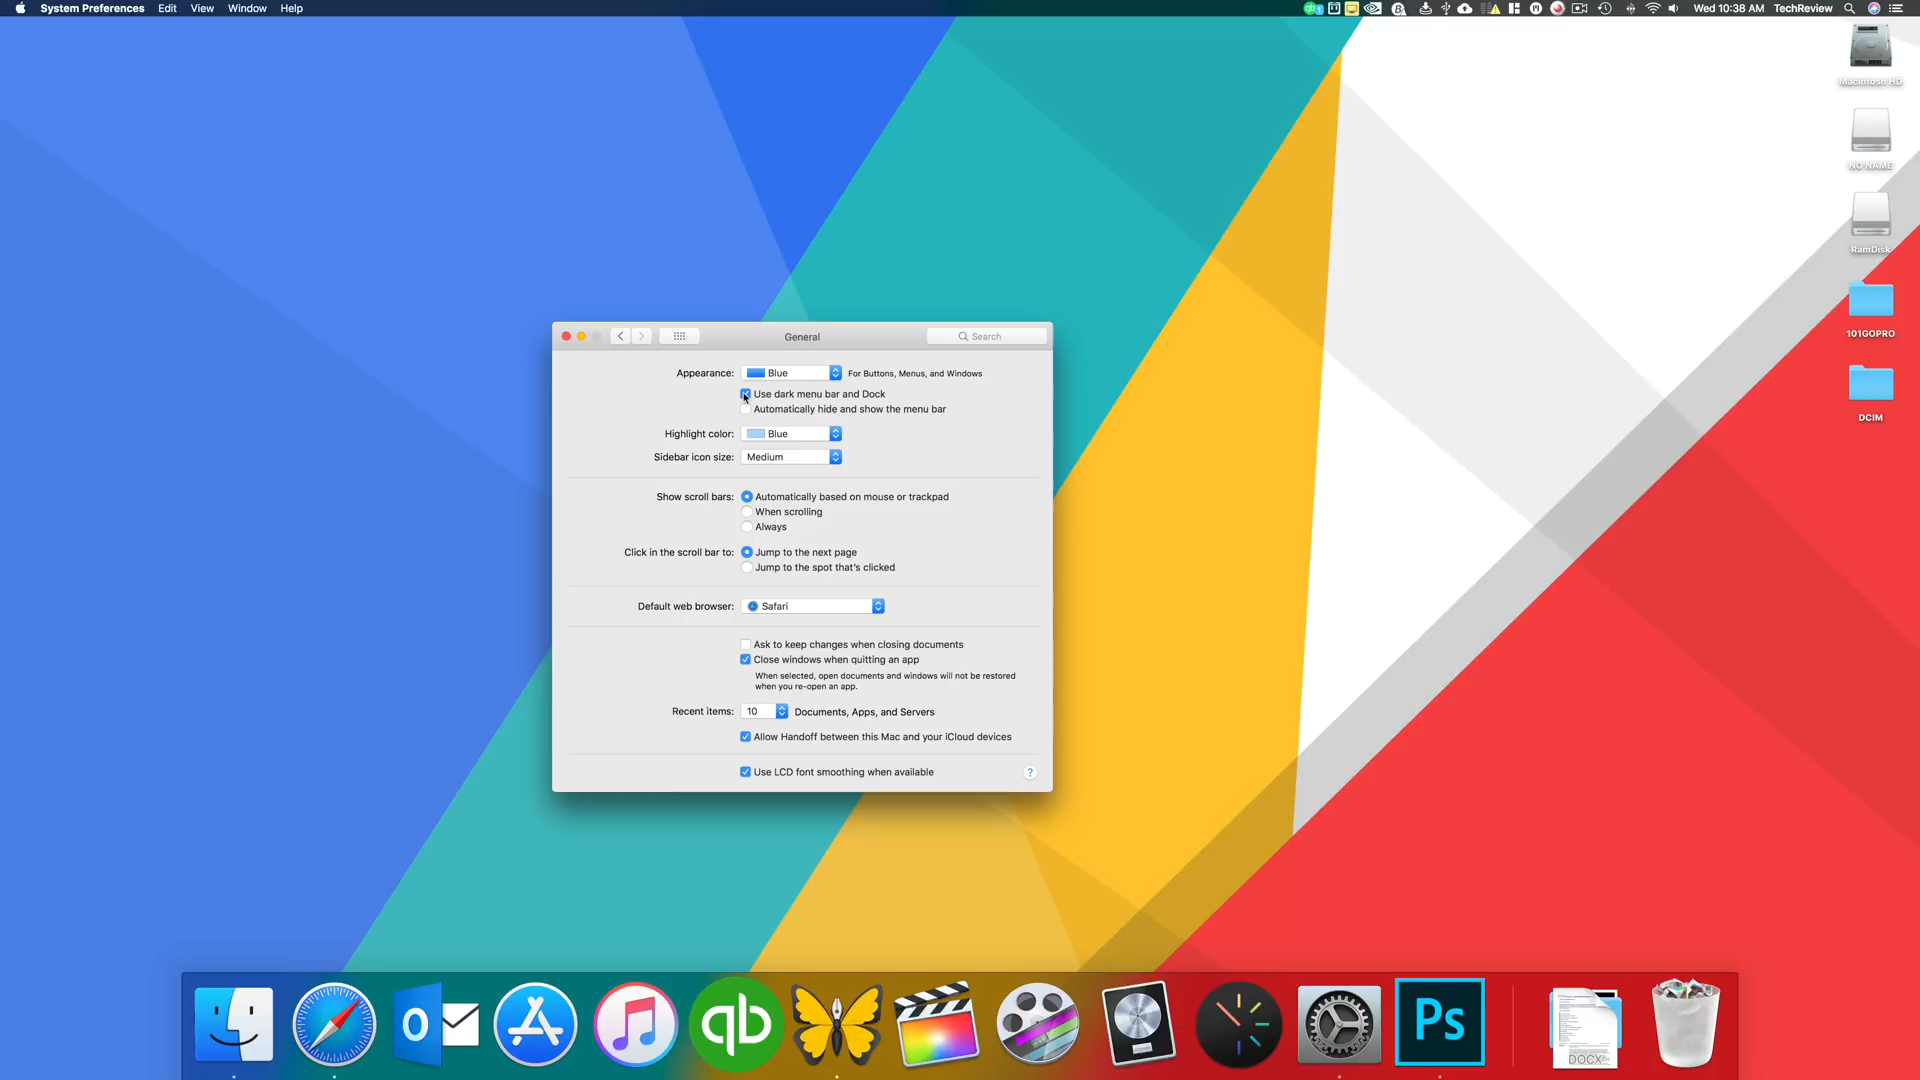 System Preferences Edit View Window Help
Wed 10:38 AM TechReview
Macintosh HD
NO NAME
RamDisk
101GOPRO
DCIM
General
Search
Appearance: Blue For Buttons, Menus, and Windows
Use dark menu bar and Dock
Automatically hide and show the menu bar
Highlight color: Blue
Sidebar icon size: Medium
Show scroll bars: Automatically based on mouse or trackpad
When scrolling
Always
Click in the scroll bar to: Jump to the next page
Jump to the spot that's clicked
Default web browser: Safari
Ask to keep changes when closing documents
Close windows when quitting an app
When selected, open documents and windows will not be restored
when you re-open an app.
Recent items: 10 Documents, Apps, and Servers
Allow Handoff between this Mac and your iCloud devices
Use LCD font smoothing when available
?
qb
Ps
DOCX